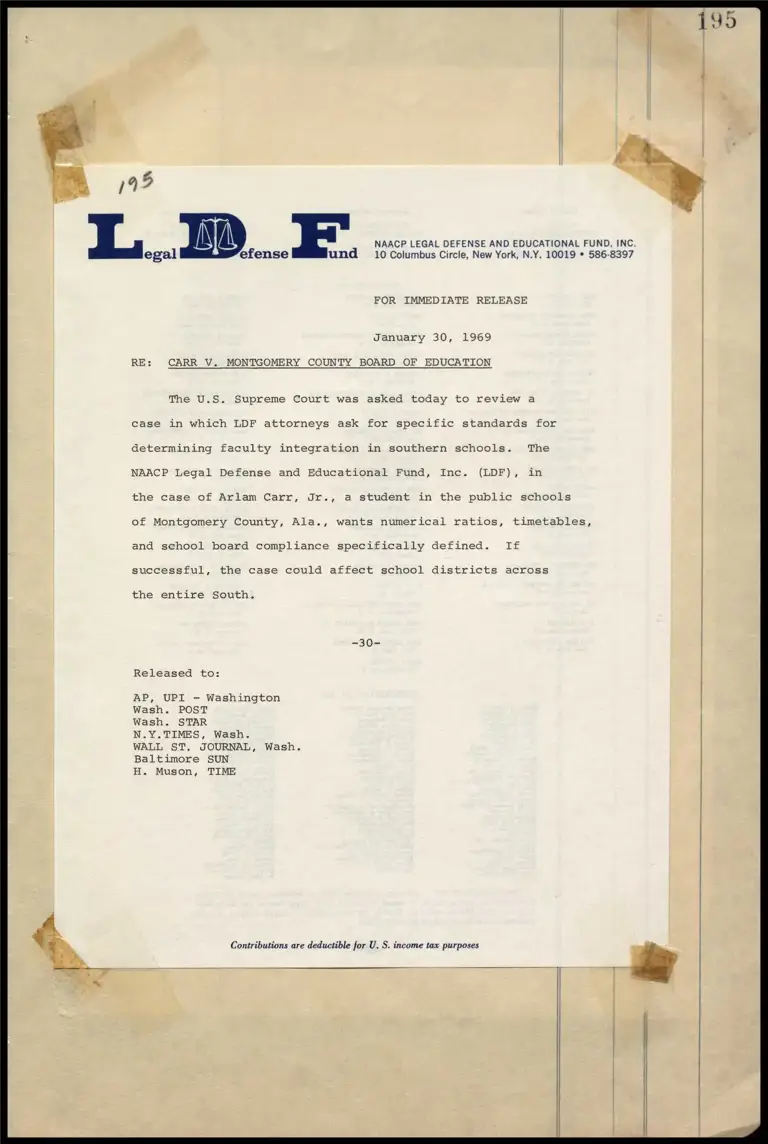 195
195
Legal Defense Fund
NAACP LEGAL DEFENSE AND EDUCATIONAL FUND, INC.
10 Columbus Circle, New York, N.Y. 10019 • 586-8397
FOR IMMEDIATE RELEASE
January 30, 1969
RE: CARR V. MONTGOMERY COUNTY BOARD OF EDUCATION
The U.S. Supreme Court was asked today to review a
case in which LDF attorneys ask for specific standards for
determining faculty integration in southern schools. The
NAACP Legal Defense and Educational Fund, Inc. (LDF), in
the case of Arlam Carr, Jr., a student in the public schools
of Montgomery County, Ala., wants numerical ratios, timetables,
and school board compliance specifically defined. If
successful, the case could affect school districts across
the entire South.
-30-
Released to:
AP, UPI - Washington
Wash. POST
Wash. STAR
N.Y.TIMES, Wash.
WALL ST. JOURNAL, Wash.
Baltimore SUN
H. Muson, TIME
Contributions are deductible for U. S. income tax purposes